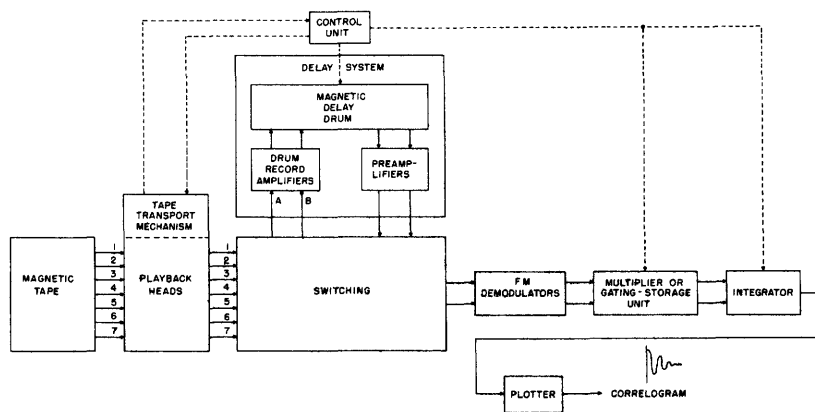 CONTROL
UNIT
DELAY SYSTEM
MAGNETIC
DELAY
DRUM
DRUM
RECORD
AMPLIFIERS
PREAMP-
LIFIERS
A B
TAPE
TRANSPORT
MECHANISM
MAGNETIC
TAPE
1
2
3
4
5
6
7
PLAYBACK
HEADS
1
2
3
4
5
6
7
SWITCHING
FM
DEMODULATORS
MULTIPLIER OR
GATING-STORAGE
UNIT
INTEGRATOR
PLOTTER
CORRELOGRAM